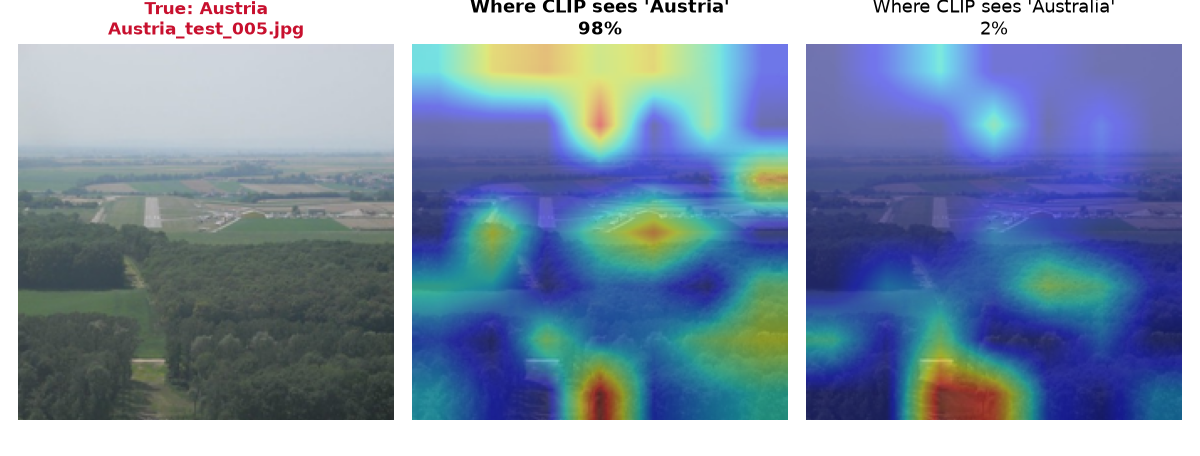 True: Austria
Austria_test_005.jpg
Where CLIP sees 'Austria'
98%
Where CLIP sees 'Australia'
2%